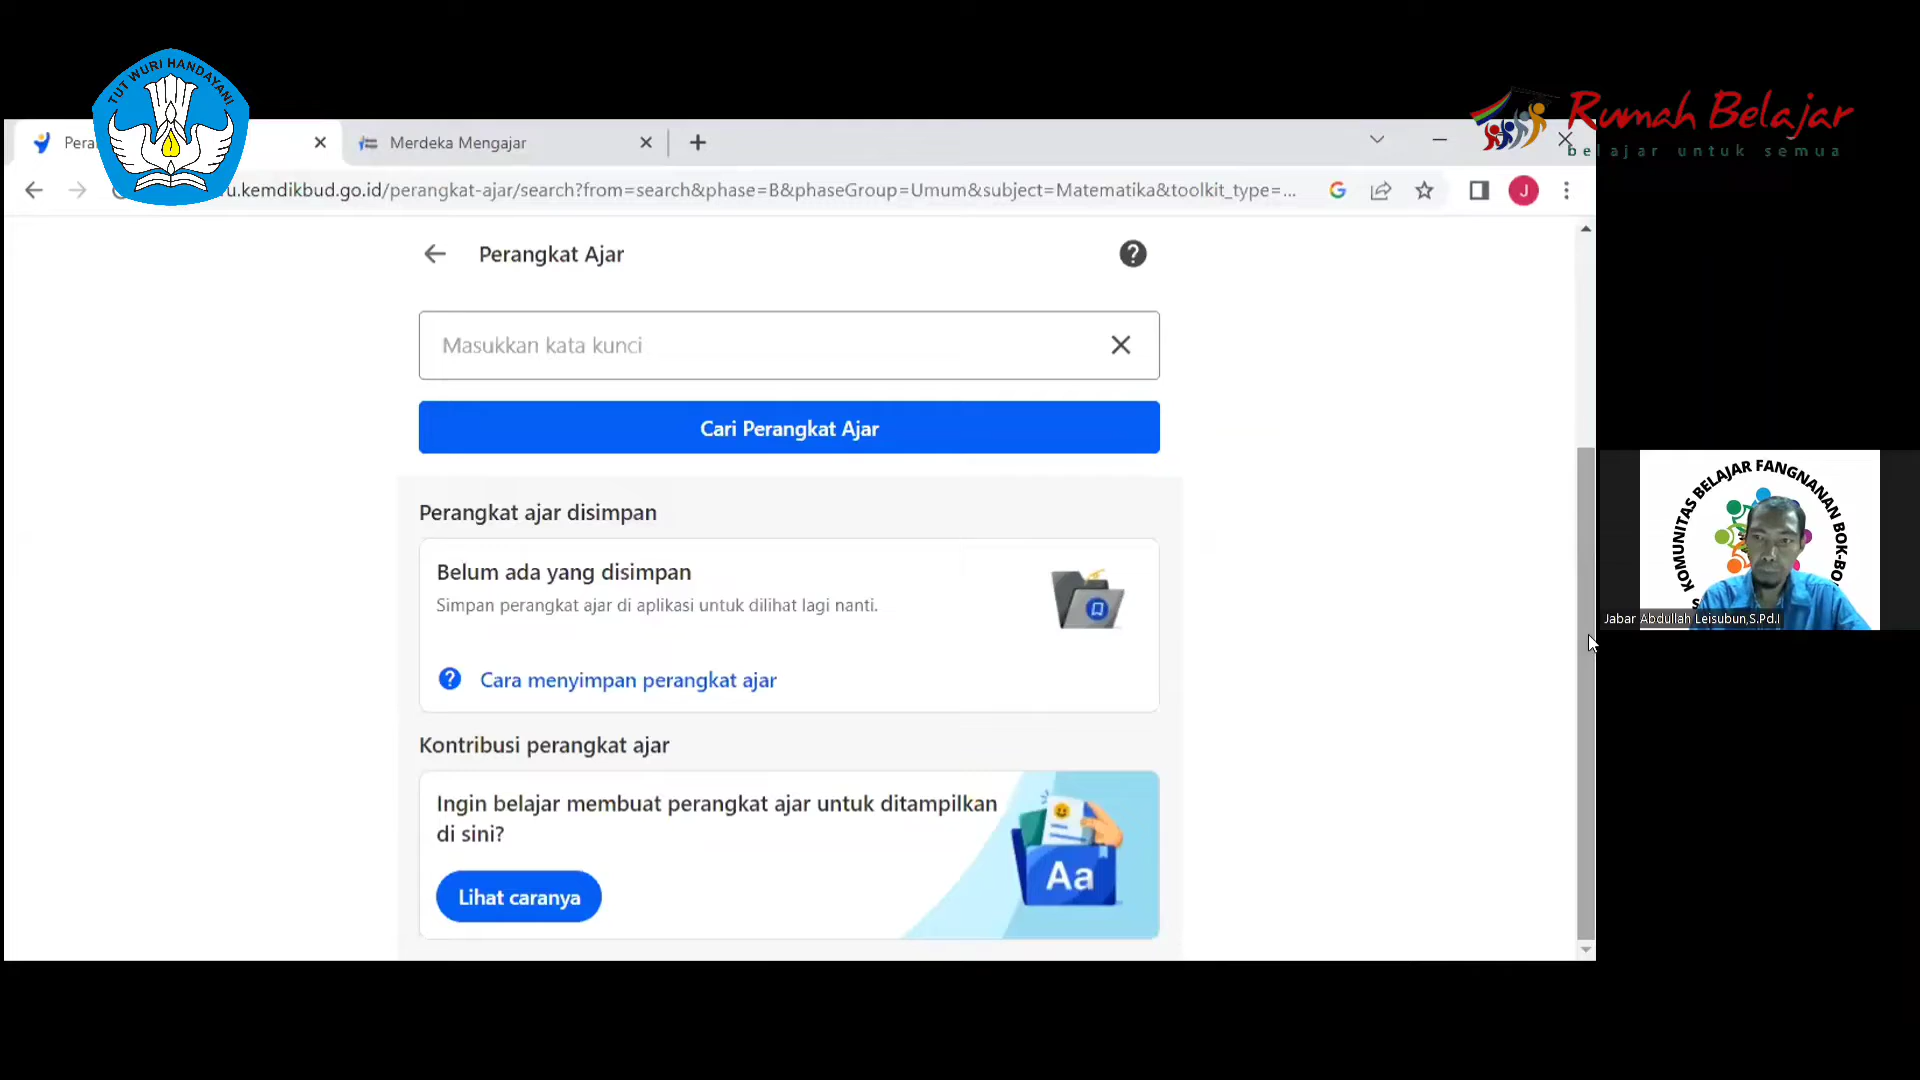 TUT WURI HANDAYANI
Rumah Belajar
belajar untuk semua
Merdeka Mengajar
.kemdikbud.go.id/perangkat-ajar/search?from=search&phase=B&phaseGroup=Umum&subject=Matematika&toolkit_type=...
J
Perangkat Ajar
Masukkan kata kunci
Cari Perangkat Ajar
Perangkat ajar disimpan
Belum ada yang disimpan
Simpan perangkat ajar di aplikasi untuk dilihat lagi nanti.
Cara menyimpan perangkat ajar
Kontribusi perangkat ajar
Ingin belajar membuat perangkat ajar untuk ditampilkan
di sini?
Aa
Lihat caranya
KOMUNITAS BELAJAR FANGNANAN
Jabar Abdullah Leisubun,S.Pd.I